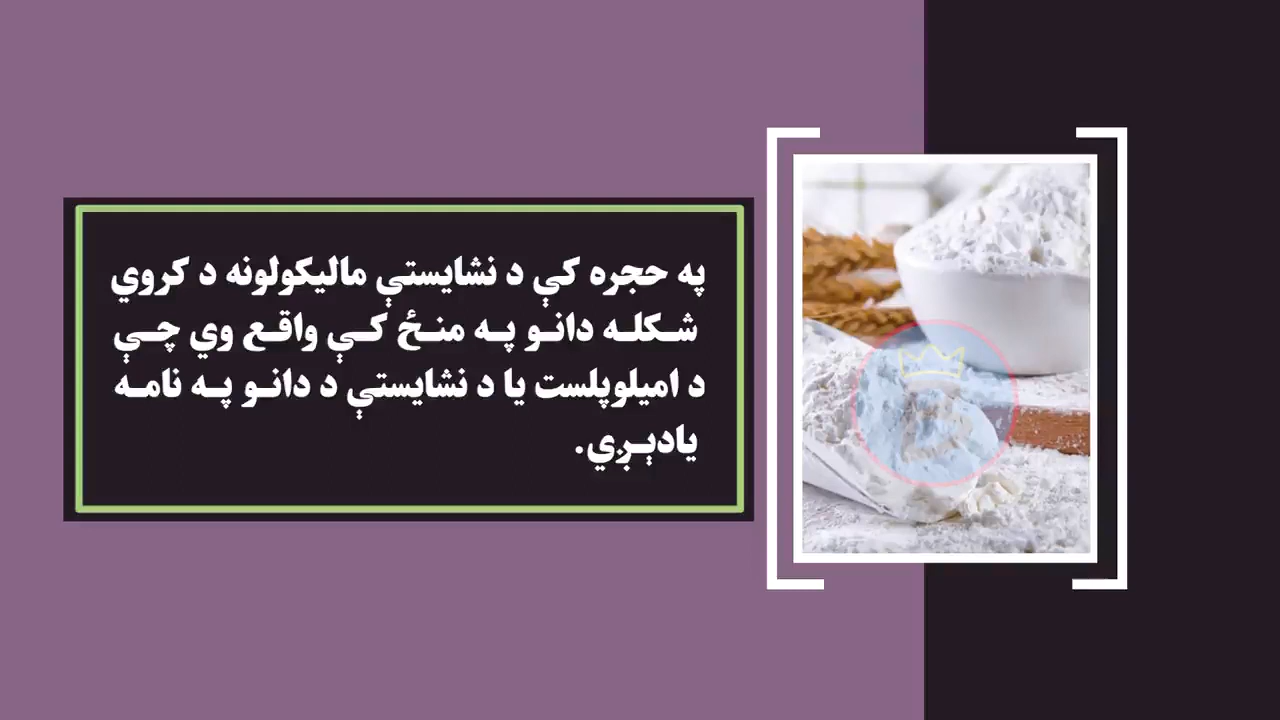 په حجره کې د نشایستې مالیکولونه د کروي
شکله دانو په منځ کې واقع وي چې
د امیلوپلست یا د نشایستې د دانو په نامه
یادېږي.